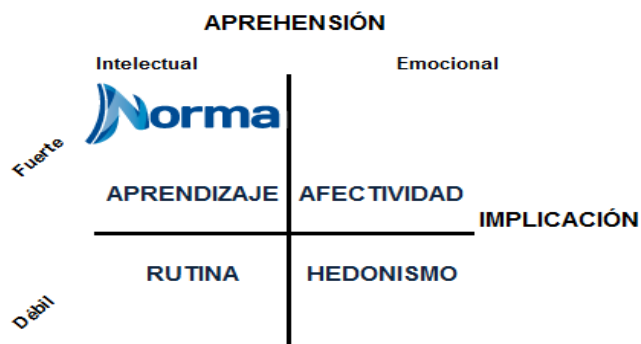 APREHENSIÓN
Intelectual Emocional
Norma
Fuerte
APRENDIZAJE AFECTIVIDAD
IMPLICACIÓN
RUTINA HEDONISMO
Débil